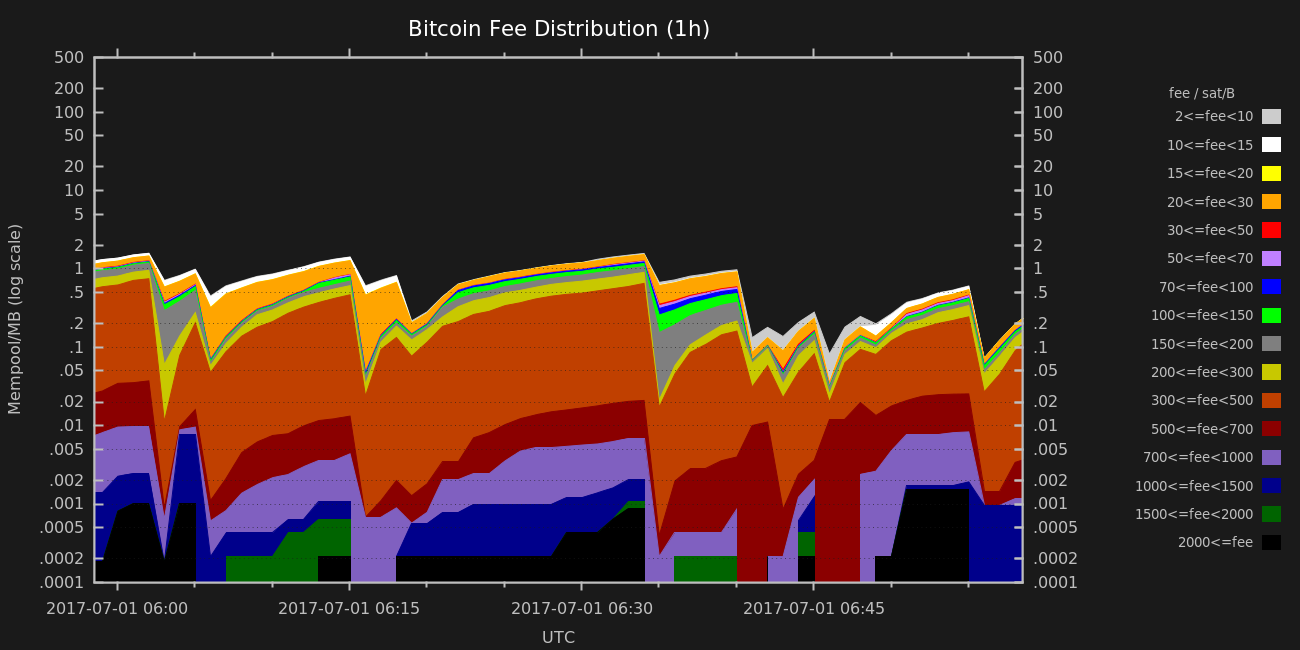 Bitcoin Fee Distribution (1h)
Mempool/MB (log scale)
500
200
100
50
20
10
5
2
1
.5
.2
.1
.05
.02
.01
.005
.002
.001
.0005
.0002
.0001
500
200
100
50
20
10
5
2
1
.5
.2
.1
.05
.02
.01
.005
.002
.001
.0005
.0002
.0001
2017-07-01 06:00
2017-07-01 06:15
2017-07-01 06:30
2017-07-01 06:45
UTC
fee / sat/B
2<=fee<10
10<=fee<15
15<=fee<20
20<=fee<30
30<=fee<50
50<=fee<70
70<=fee<100
100<=fee<150
150<=fee<200
200<=fee<300
300<=fee<500
500<=fee<700
700<=fee<1000
1000<=fee<1500
1500<=fee<2000
2000<=fee